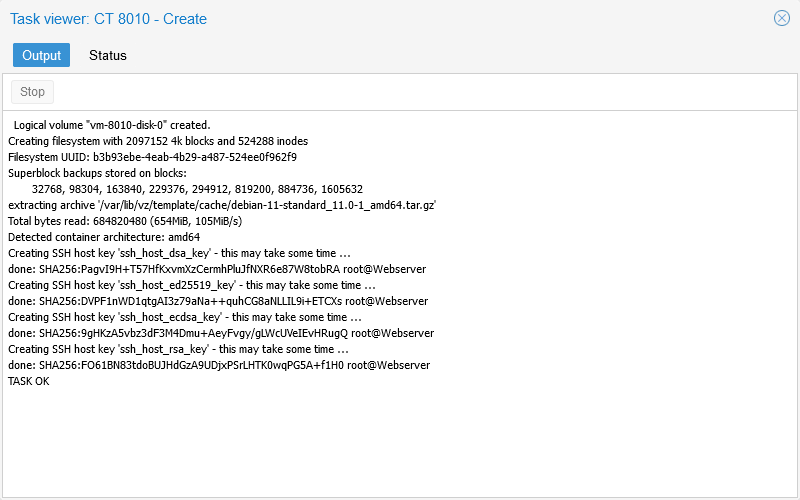 Task viewer: CT 8010 - Create
Output Status
Stop
Logical volume "vm-8010-disk-0" created.
Creating filesystem with 2097152 4k blocks and 524288 inodes
Filesystem UUID: b3b93ebe-4eab-4b29-a487-524ee0f962f9
Superblock backups stored on blocks:
32768, 98304, 163840, 229376, 294912, 819200, 884736, 1605632
extracting archive '/var/lib/vz/template/cache/debian-11-standard_11.0-1_amd64.tar.gz'
Total bytes read: 684820480 (654MiB, 105MiB/s)
Detected container architecture: amd64
Creating SSH host key 'ssh_host_dsa_key' - this may take some time ...
done: SHA256:PagvI9H+T57HfKxvmXzCermhPluJfNXR6e87W8tobRA root@Webserver
Creating SSH host key 'ssh_host_ed25519_key' - this may take some time ...
done: SHA256:DVPF1nWD1qtgAI3z79aNa++quhCG8aNLLIL9i+ETCXs root@Webserver
Creating SSH host key 'ssh_host_ecdsa_key' - this may take some time ...
done: SHA256:9gHKzA5vbz3dF3M4Dmu+AeyFvgy/gLWcUVeIEvHRugQ root@Webserver
Creating SSH host key 'ssh_host_rsa_key' - this may take some time ...
done: SHA256:FO61BN83tdoBUJHdGzA9UDjxPSrLHTK0wqPG5A+f1H0 root@Webserver
TASK OK